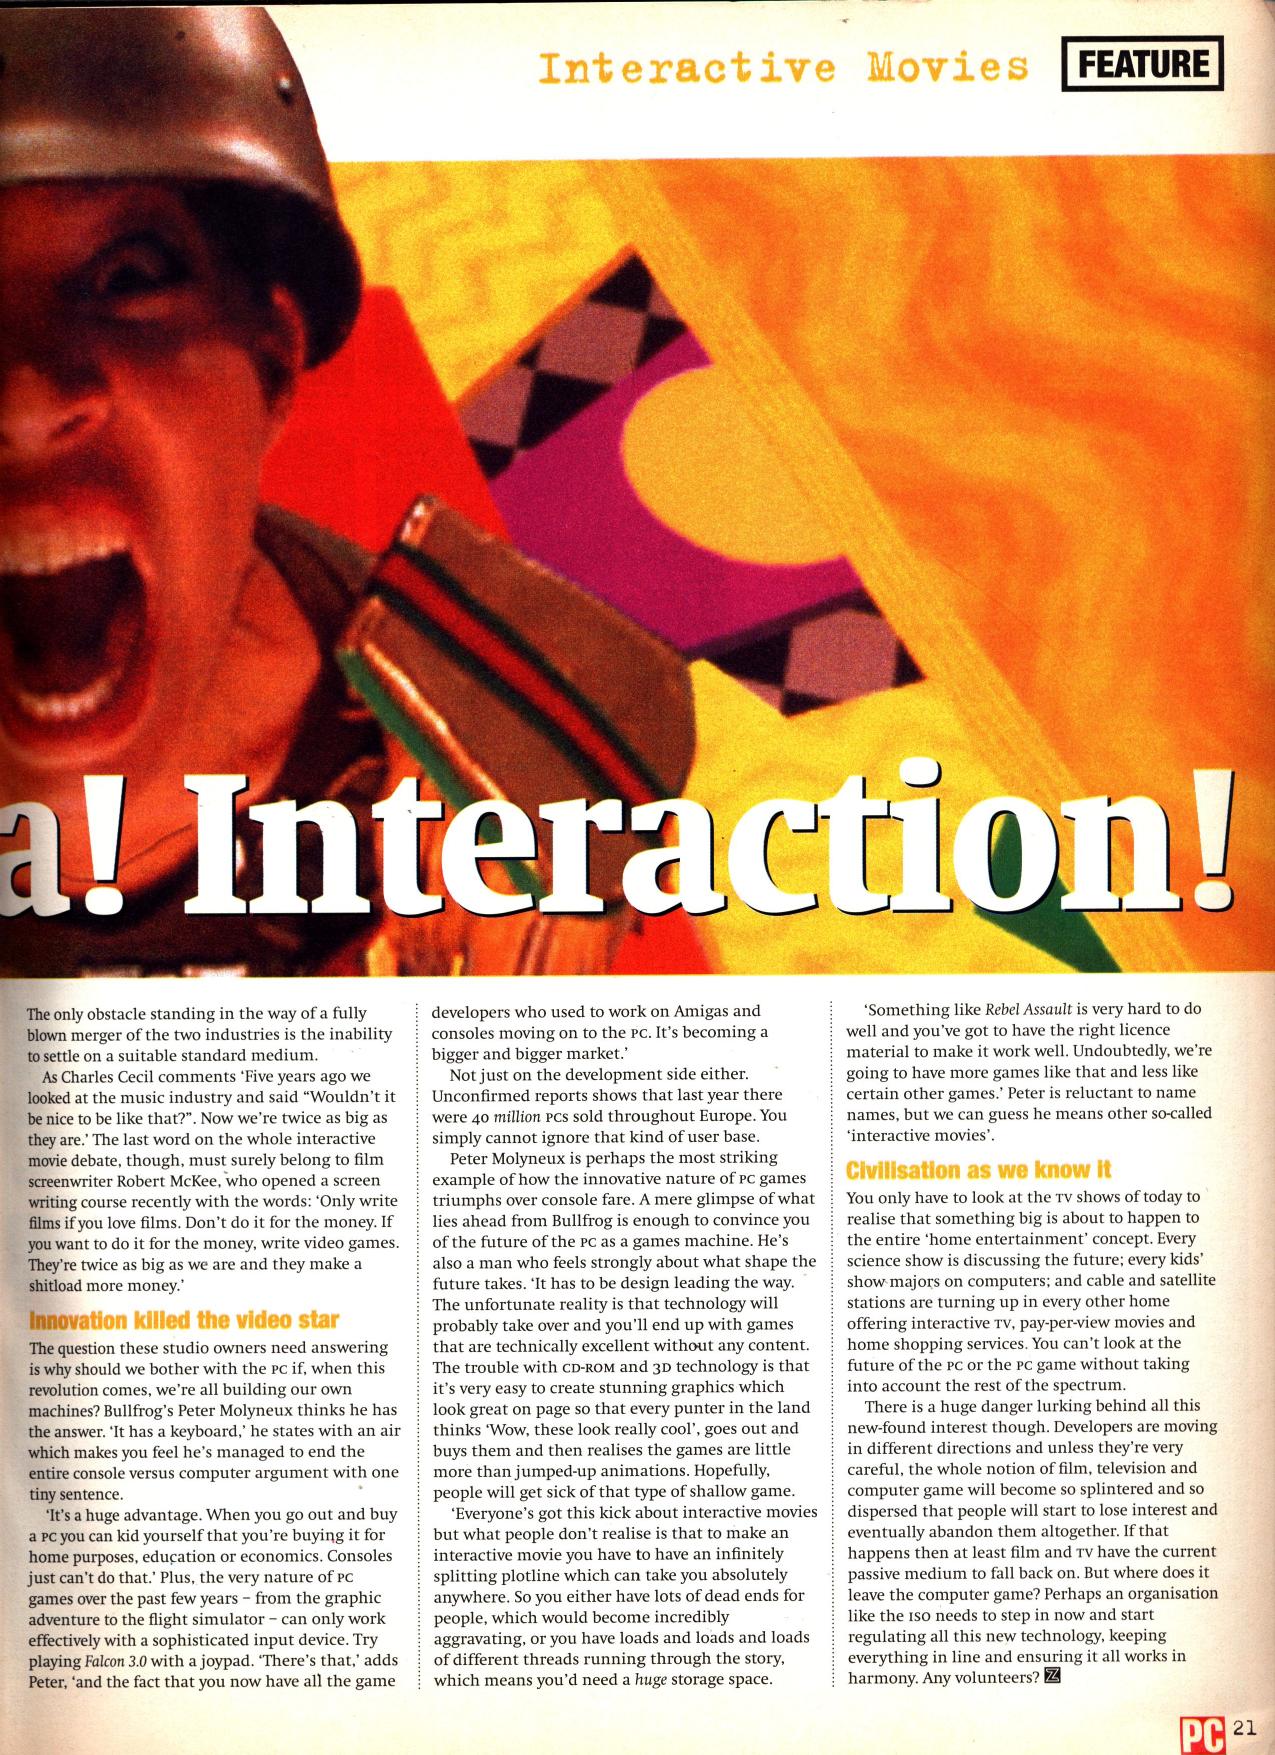 Interactive Movies
FEATURE
a! Interaction!
The only obstacle standing in the way of a fully
blown merger of the two industries is the inability
to settle on a suitable standard medium.
As Charles Cecil comments ‘Five years ago we
looked at the music industry and said “Wouldn’t it
be nice to be like that?”. Now we’re twice as big as
they are.’ The last word on the whole interactive
movie debate, though, must surely belong to film
screenwriter Robert McKee, who opened a screen
writing course recently with the words: ‘Only write
films if you love films. Don’t do it for the money. If
you want to do it for the money, write video games.
They’re twice as big as we are and they make a
shitload more money.’
Innovation killed the video star
The question these studio owners need answering
is why should we bother with the PC if, when this
revolution comes, we’re all building our own
machines? Bullfrog’s Peter Molyneux thinks he has
the answer. ‘It has a keyboard,’ he states with an air
which makes you feel he’s managed to end the
entire console versus computer argument with one
tiny sentence.
‘It’s a huge advantage. When you go out and buy
a PC you can kid yourself that you’re buying it for
home purposes, education or economics. Consoles
just can’t do that.’ Plus, the very nature of PC
games over the past few years – from the graphic
adventure to the flight simulator – can only work
effectively with a sophisticated input device. Try
playing Falcon 3.0 with a joypad. ‘There’s that,’ adds
Peter, ‘and the fact that you now have all the game
developers who used to work on Amigas and
consoles moving on to the PC. It’s becoming a
bigger and bigger market.’
Not just on the development side either.
Unconfirmed reports shows that last year there
were 40 million PCs sold throughout Europe. You
simply cannot ignore that kind of user base.
Peter Molyneux is perhaps the most striking
example of how the innovative nature of PC games
triumphs over console fare. A mere glimpse of what
lies ahead from Bullfrog is enough to convince you
of the future of the PC as a games machine. He’s
also a man who feels strongly about what shape the
future takes. ‘It has to be design leading the way.
The unfortunate reality is that technology will
probably take over and you’ll end up with games
that are technically excellent without any content.
The trouble with CD-ROM and 3D technology is that
it’s very easy to create stunning graphics which
look great on page so that every punter in the land
thinks ‘Wow, these look really cool’, goes out and
buys them and then realises the games are little
more than jumped-up animations. Hopefully,
people will get sick of that type of shallow game.
‘Everyone’s got this kick about interactive movies
but what people don’t realise is that to make an
interactive movie you have to have an infinitely
splitting plotline which can take you absolutely
anywhere. So you either have lots of dead ends for
people, which would become incredibly
aggravating, or you have loads and loads and loads
of different threads running through the story,
which means you’d need a huge storage space.
‘Something like Rebel Assault is very hard to do
well and you’ve got to have the right licence
material to make it work well. Undoubtedly, we’re
going to have more games like that and less like
certain other games.’ Peter is reluctant to name
names, but we can guess he means other so-called
‘interactive movies’.
Civilisation as we know it
You only have to look at the TV shows of today to
realise that something big is about to happen to
the entire ‘home entertainment’ concept. Every
science show is discussing the future; every kids’
show majors on computers; and cable and satellite
stations are turning up in every other home
offering interactive TV, pay-per-view movies and
home shopping services. You can’t look at the
future of the PC or the PC game without taking
into account the rest of the spectrum.
There is a huge danger lurking behind all this
new-found interest though. Developers are moving
in different directions and unless they’re very
careful, the whole notion of film, television and
computer game will become so splintered and so
dispersed that people will start to lose interest and
eventually abandon them altogether. If that
happens then at least film and TV have the current
passive medium to fall back on. But where does it
leave the computer game? Perhaps an organisation
like the ISO needs to step in now and start
regulating all this new technology, keeping
everything in line and ensuring it all works in
harmony. Any volunteers? Z
PC 21